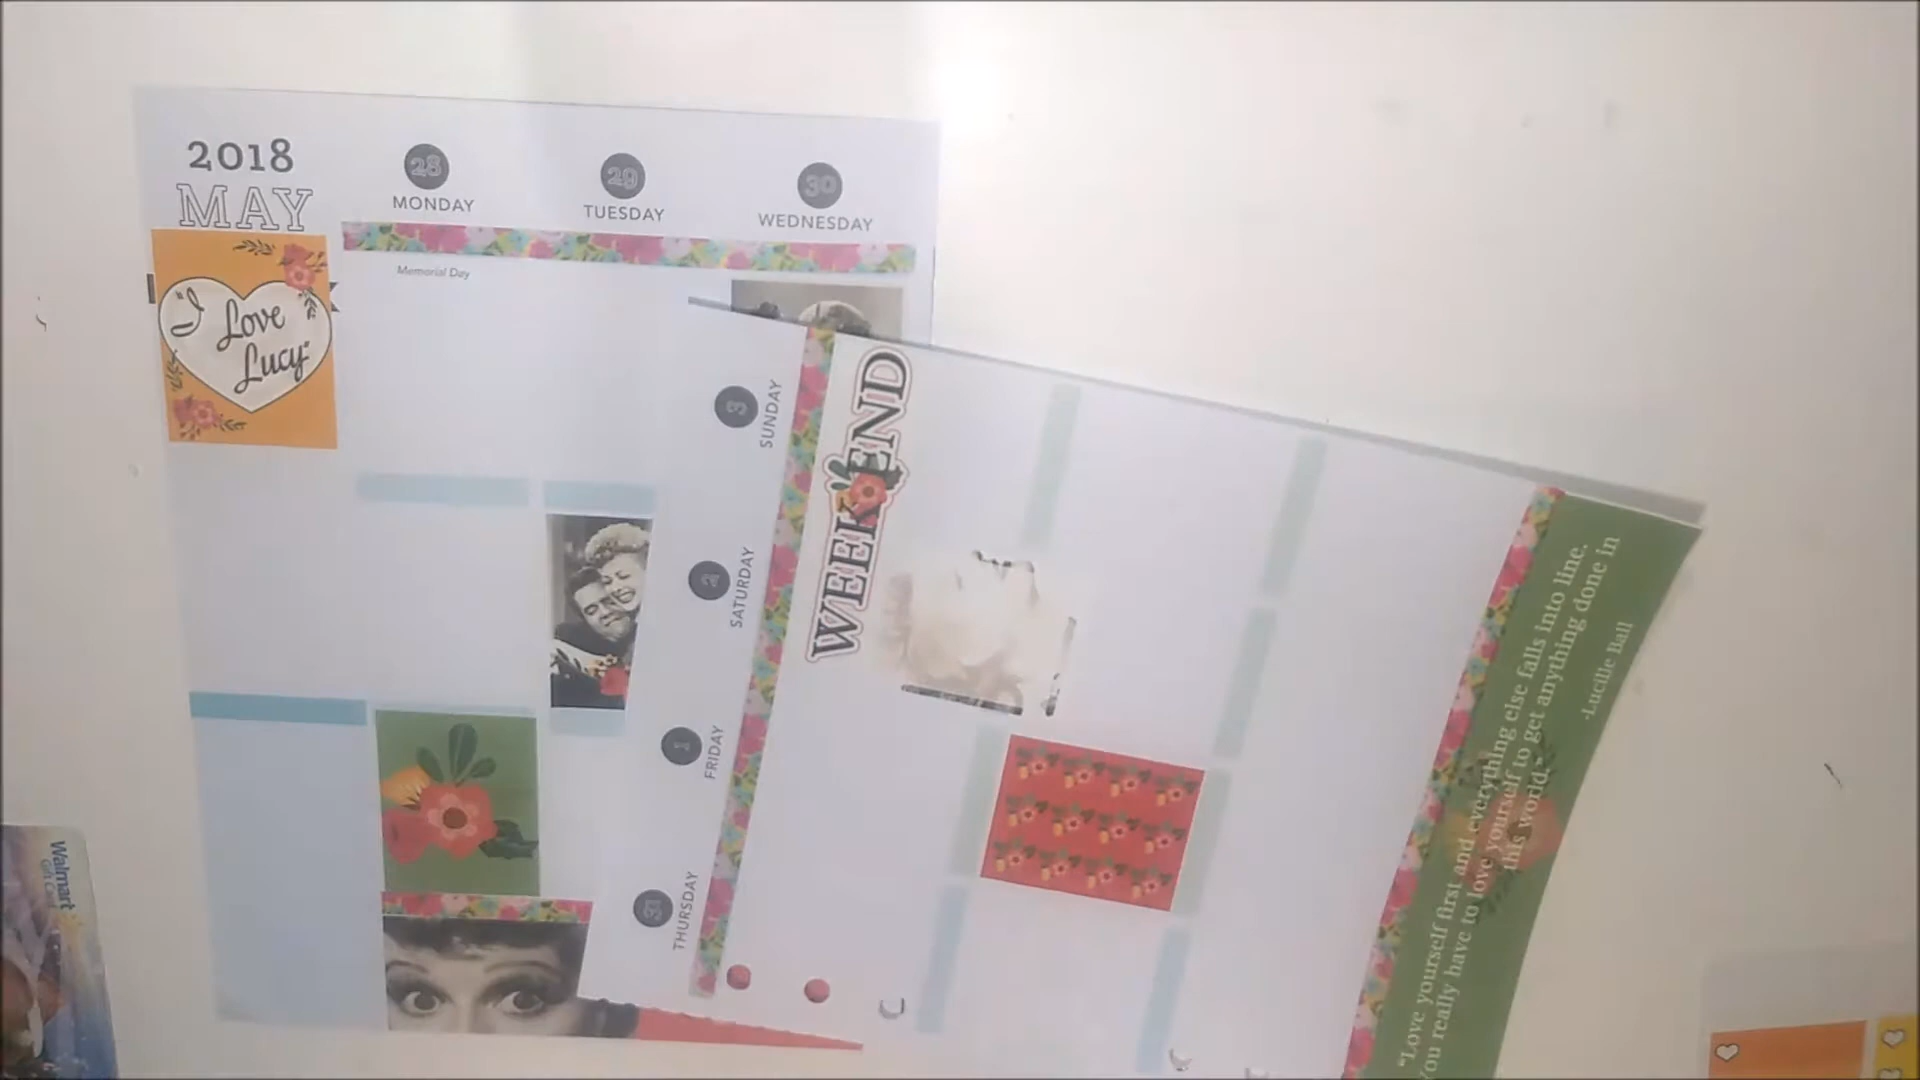 2018
MAY
28
MONDAY
29
TUESDAY
30
WEDNESDAY
Memorial Day
"I
Love
Lucy"
3
SUNDAY
2
SATURDAY
1
FRIDAY
31
THURSDAY
WEEKEND
"Love yourself first and everything else falls into line.
You really have to love yourself to get anything done in
this world."
-Lucille Ball
Walmart
Gift Card